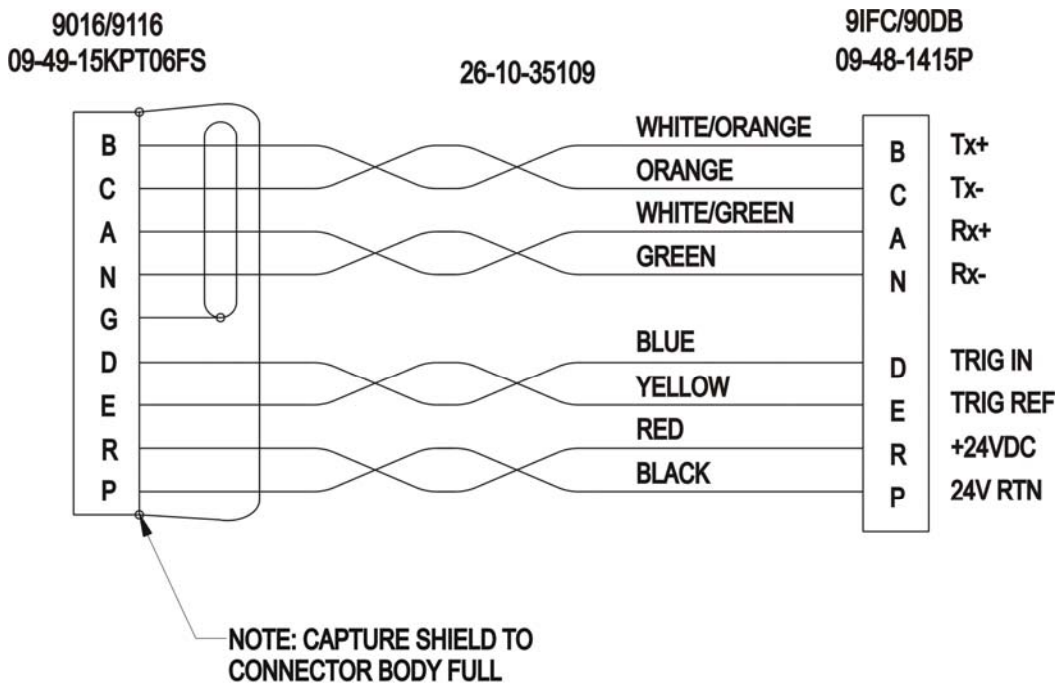 9016/9116
09-49-15KPT06FS
26-10-35109
9IFC/90DB
09-48-1415P
B
C
A
N
G
D
E
R
P
WHITE/ORANGE
ORANGE
WHITE/GREEN
GREEN
BLUE
YELLOW
RED
BLACK
B Tx+
C Tx-
A Rx+
N Rx-
D TRIG IN
E TRIG REF
R +24VDC
P 24V RTN
NOTE: CAPTURE SHIELD TO
CONNECTOR BODY FULL